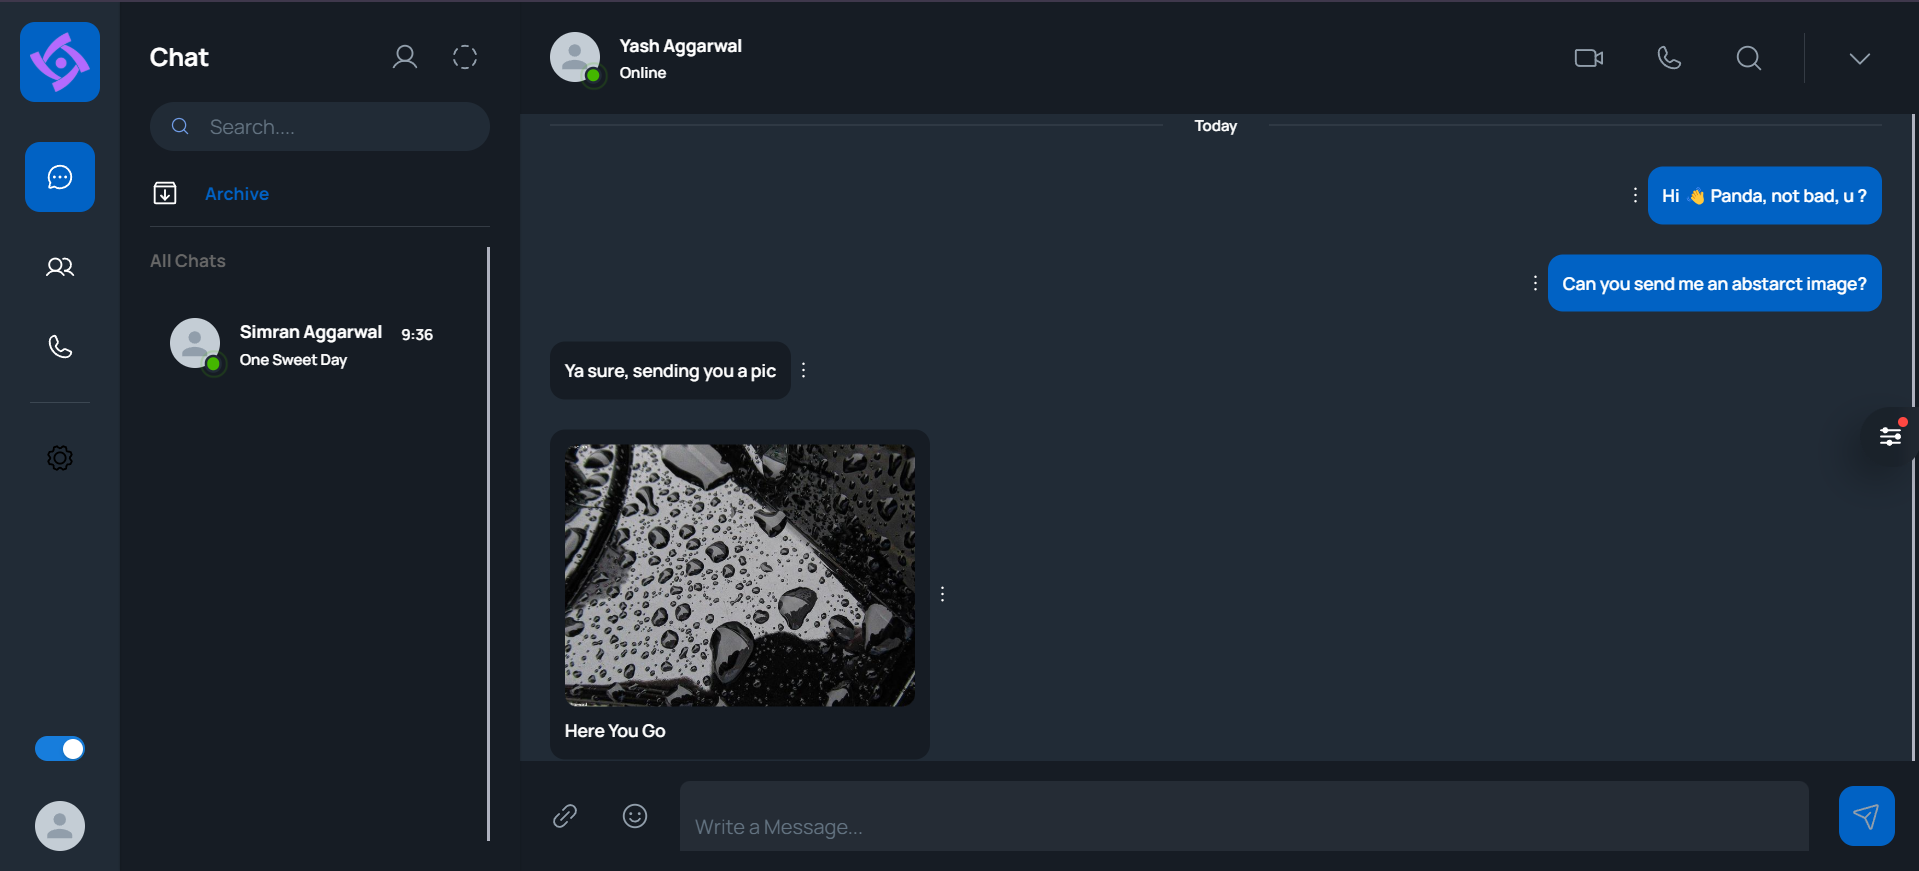 Chat
Search....
Archive
All Chats
Simran Aggarwal 9:36
One Sweet Day
Yash Aggarwal
Online
Today
Hi 👋 Panda, not bad, u ?
Can you send me an abstarct image?
Ya sure, sending you a pic
Here You Go
Write a Message...